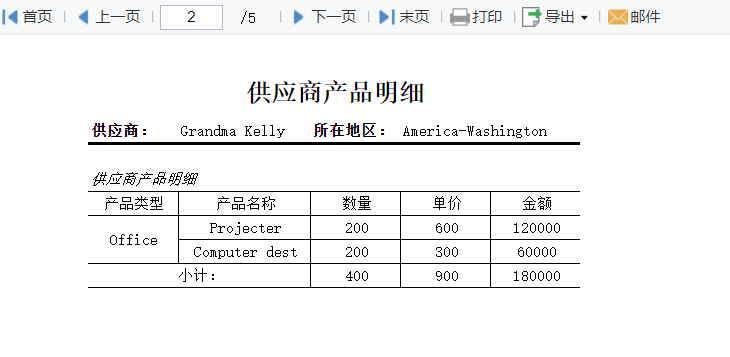 首页 上一页 2 /5 下一页 末页 打印 导出 邮件
供应商产品明细
供应商: Grandma Kelly 所在地区: America-Washington
供应商产品明细
产品类型 产品名称 数量 单价 金额
Office
Projecter 200 600 120000
Computer dest 200 300 60000
小计: 400 900 180000